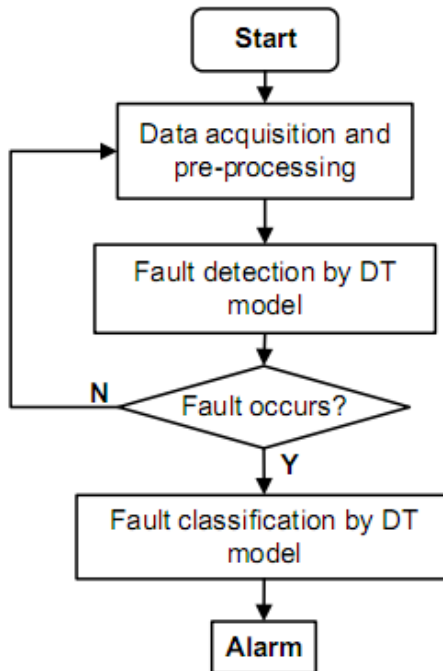 Start
Data acquisition and
pre-processing
Fault detection by DT
model
Fault occurs?
N
Y
Fault classification by DT
model
Alarm